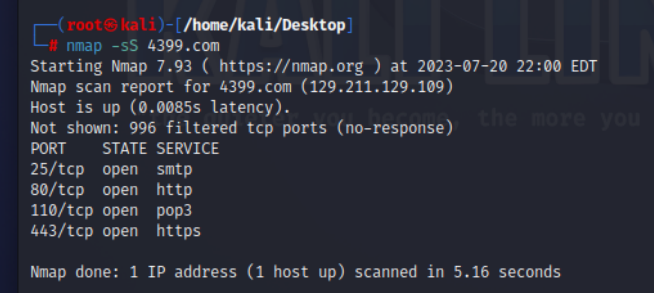 ┌──(root㉿kali)-[/home/kali/Desktop]
└─# nmap -sS 4399.com
Starting Nmap 7.93 ( https://nmap.org ) at 2023-07-20 22:00 EDT
Nmap scan report for 4399.com (129.211.129.109)
Host is up (0.0085s latency).
Not shown: 996 filtered tcp ports (no-response)
PORT    STATE SERVICE
25/tcp  open  smtp
80/tcp  open  http
110/tcp open  pop3
443/tcp open  https
Nmap done: 1 IP address (1 host up) scanned in 5.16 seconds
become, the more you